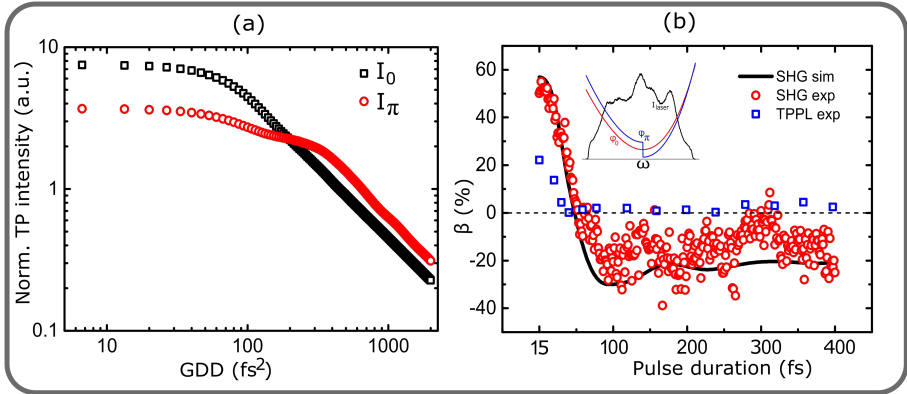 (a)
Norm. TP intensity (a.u.)
10
1
0.1
I0
Iπ
10
100
1000
GDD (fs²)
(b)
β (%)
60
40
20
0
-20
-40
SHG sim
SHG exp
TPPL exp
Ilaser
φπ
φ0
ω
15
100
200
300
400
Pulse duration (fs)